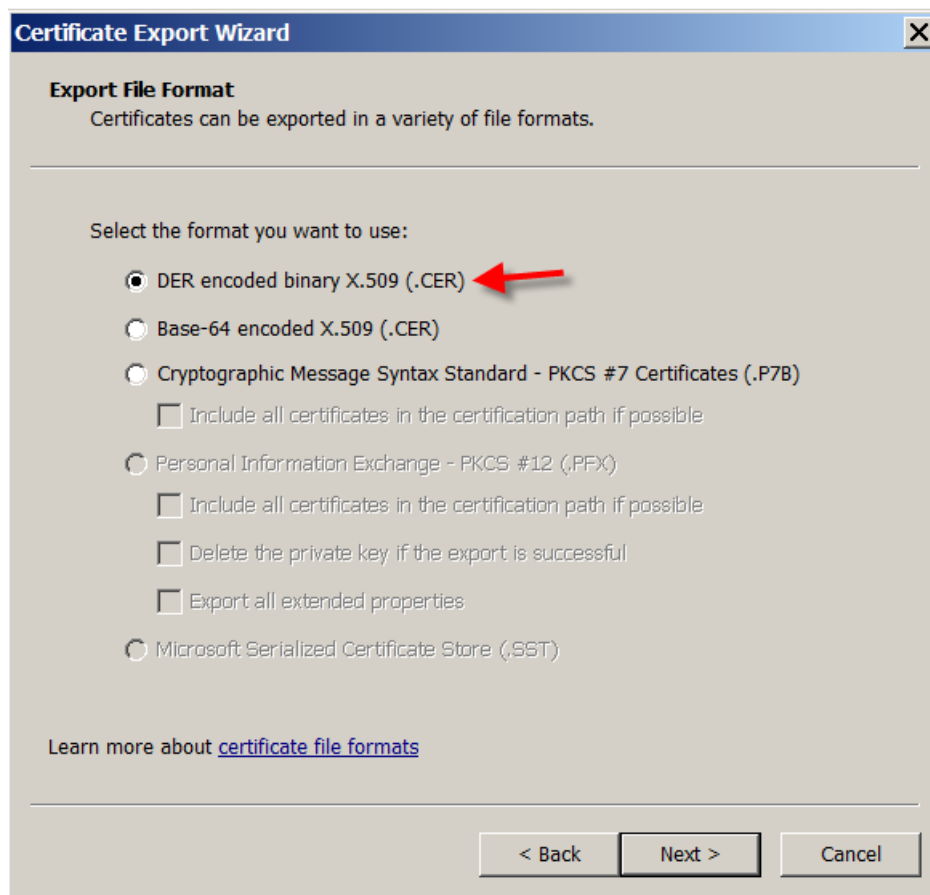 Certificate Export Wizard
Export File Format
Certificates can be exported in a variety of file formats.
Select the format you want to use:
DER encoded binary X.509 (.CER)
Base-64 encoded X.509 (.CER)
Cryptographic Message Syntax Standard - PKCS #7 Certificates (.P7B)
Include all certificates in the certification path if possible
Personal Information Exchange - PKCS #12 (.PFX)
Include all certificates in the certification path if possible
Delete the private key if the export is successful
Export all extended properties
Microsoft Serialized Certificate Store (.SST)
Learn more about certificate file formats
< Back Next > Cancel